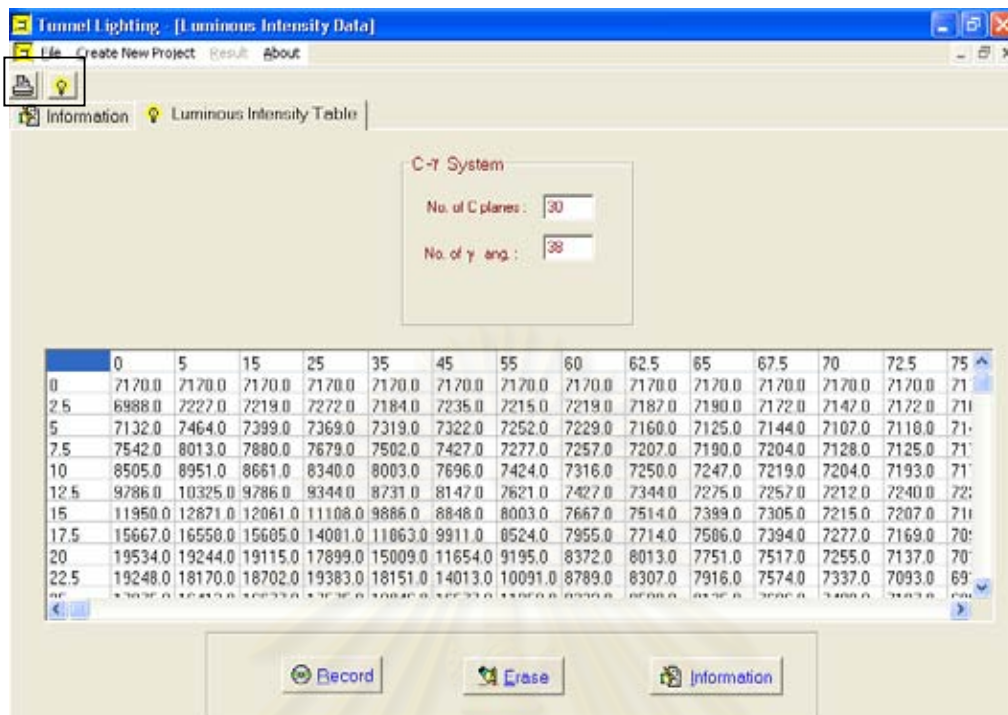 Tunnel Lighting - [Luminous Intensity Data]
File Create New Project Result About
Information Luminous Intensity Table
C-γ System
No. of C planes : 30
No. of γ ang. : 38
0 5 15 25 35 45 55 60 62.5 65 67.5 70 72.5 75
0 7170.0 7170.0 7170.0 7170.0 7170.0 7170.0 7170.0 7170.0 7170.0 7170.0 7170.0 7170.0 7170.0
2.5 6988.0 7227.0 7219.0 7272.0 7184.0 7235.0 7215.0 7219.0 7187.0 7190.0 7172.0 7147.0 7172.0
5 7132.0 7464.0 7399.0 7369.0 7319.0 7322.0 7252.0 7229.0 7160.0 7125.0 7144.0 7107.0 7118.0
7.5 7542.0 8013.0 7880.0 7679.0 7502.0 7427.0 7277.0 7257.0 7207.0 7190.0 7204.0 7128.0 7125.0
10 8505.0 8951.0 8661.0 8340.0 8003.0 7696.0 7424.0 7316.0 7250.0 7247.0 7219.0 7204.0 7193.0
12.5 9786.0 10325.0 9786.0 9344.0 8731.0 8147.0 7621.0 7427.0 7344.0 7275.0 7257.0 7212.0 7240.0
15 11950.0 12871.0 12061.0 11108.0 9886.0 8848.0 8003.0 7667.0 7514.0 7399.0 7305.0 7215.0 7207.0
17.5 15667.0 16558.0 15685.0 14081.0 11863.0 9911.0 8524.0 7955.0 7714.0 7586.0 7394.0 7277.0 7169.0
20 19534.0 19244.0 19115.0 17899.0 15009.0 11654.0 9195.0 8372.0 8013.0 7751.0 7517.0 7255.0 7137.0
22.5 19248.0 18170.0 18702.0 19383.0 18151.0 14013.0 10091.0 8789.0 8307.0 7916.0 7574.0 7337.0 7093.0
Record Erase Information